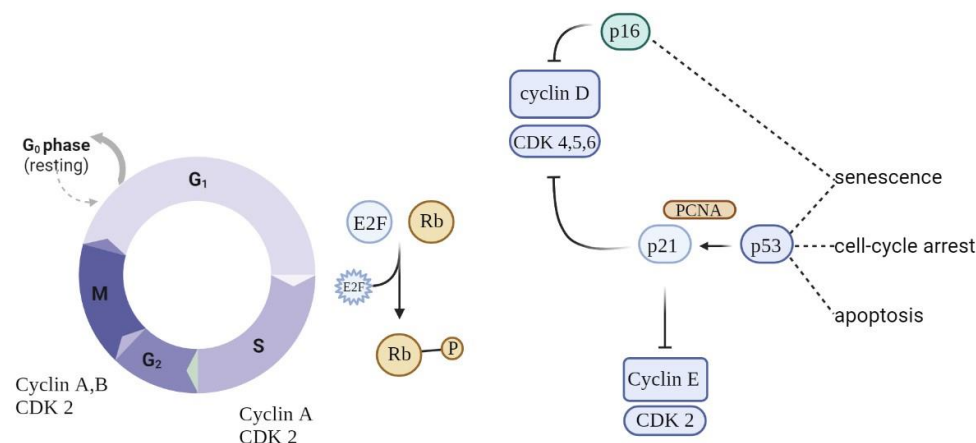 G₀ phase
(resting)
G₁
M
G₂
S
Cyclin A,B
CDK 2
Cyclin A
CDK 2
E2F
Rb
E2F
Rb
P
p16
cyclin D
CDK 4,5,6
PCNA
p21
p53
senescence
cell-cycle arrest
apoptosis
Cyclin E
CDK 2